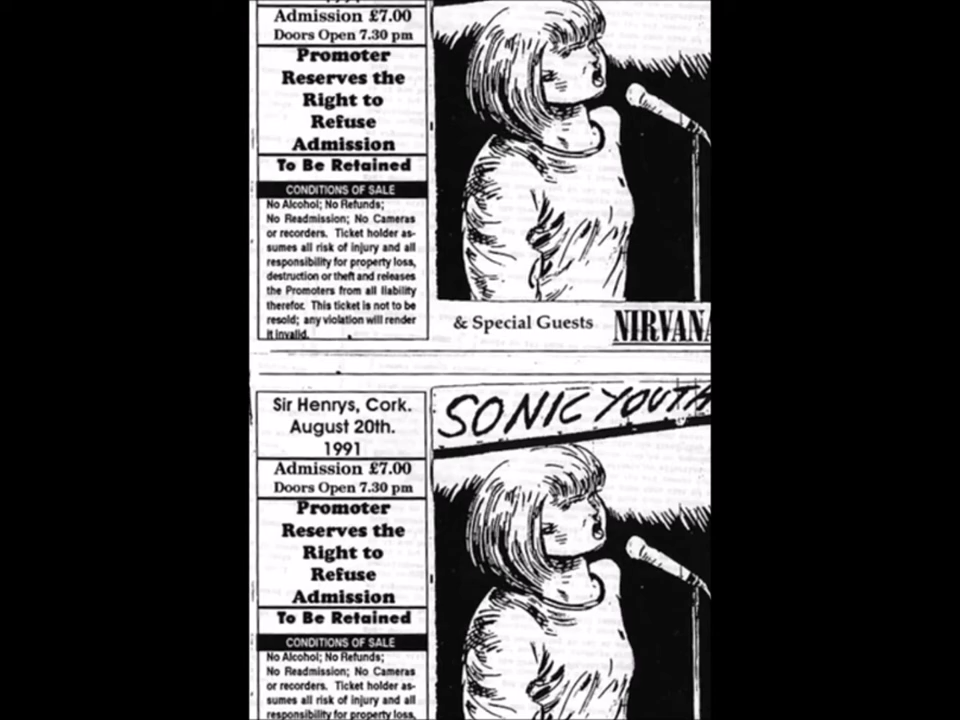 Admission £7.00
Doors Open 7.30 pm
Promoter
Reserves the
Right to
Refuse
Admission
To Be Retained
CONDITIONS OF SALE
No Alcohol; No Refunds;
No Readmission; No Cameras
or recorders. Ticket holder as-
sumes all risk of injury and all
responsibility for property loss,
destruction or theft and releases
the Promoters from all liability
therefor. This ticket is not to be
resold; any violation will render
it invalid.
& Special Guests NIRVANA
SONIC YOUTH
Sir Henrys, Cork.
August 20th.
1991
Admission £7.00
Doors Open 7.30 pm
Promoter
Reserves the
Right to
Refuse
Admission
To Be Retained
CONDITIONS OF SALE
No Alcohol; No Refunds;
No Readmission; No Cameras
or recorders. Ticket holder as-
sumes all risk of injury and all
responsibility for property loss,